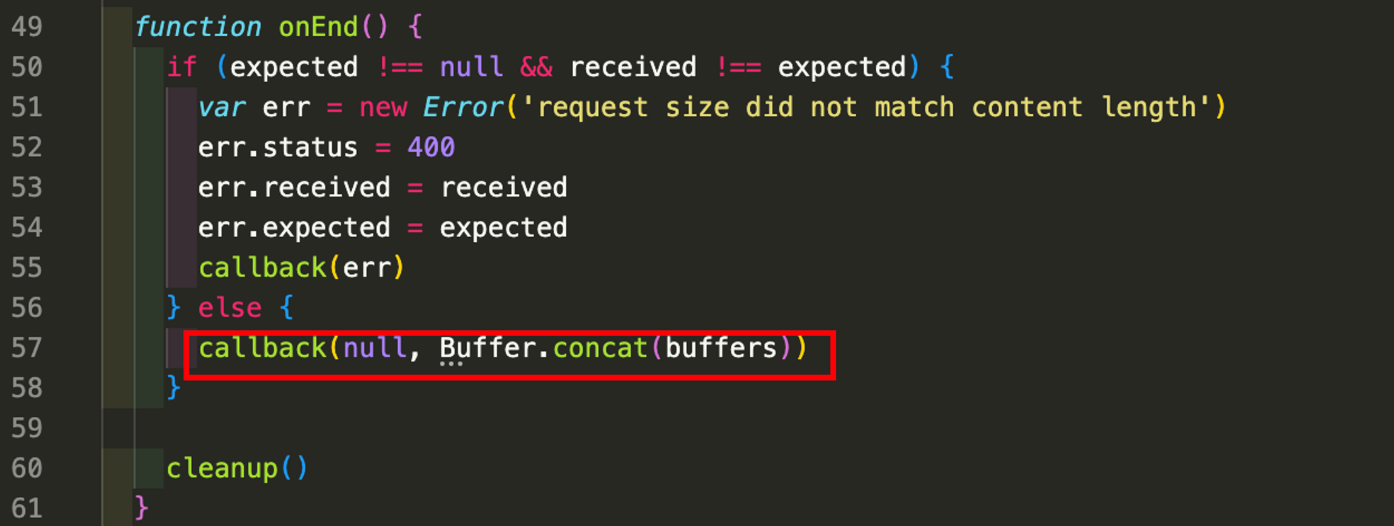 49 function onEnd() {
50 if (expected !== null && received !== expected) {
51 var err = new Error('request size did not match content length')
52 err.status = 400
53 err.received = received
54 err.expected = expected
55 callback(err)
56 } else {
57 callback(null, Buffer.concat(buffers))
58 }
59
60 cleanup()
61 }